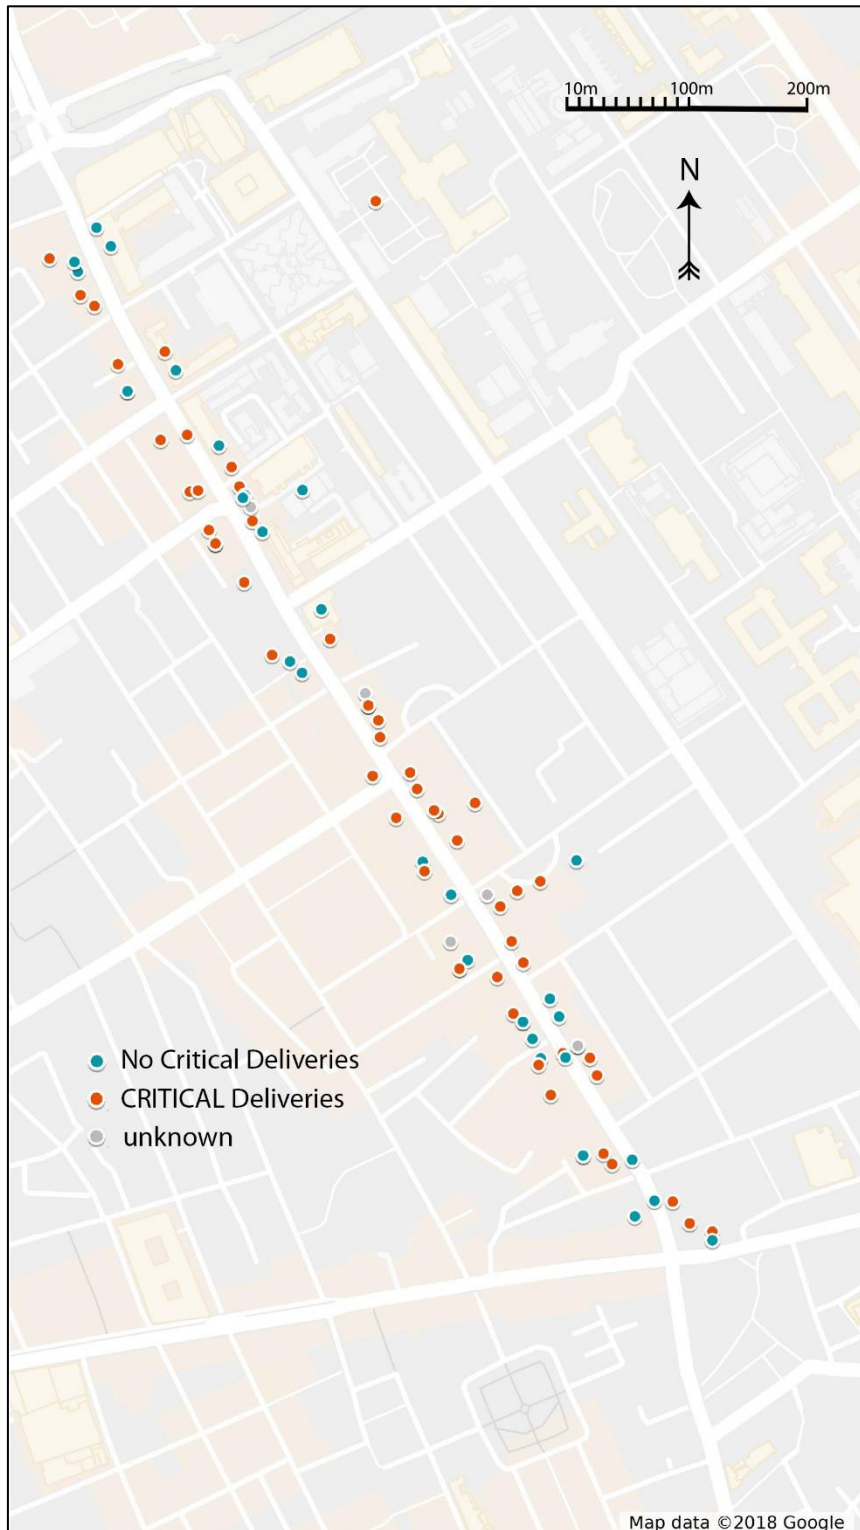 10m 100m 200m
N
No Critical Deliveries
CRITICAL Deliveries
unknown
Map data ©2018 Google